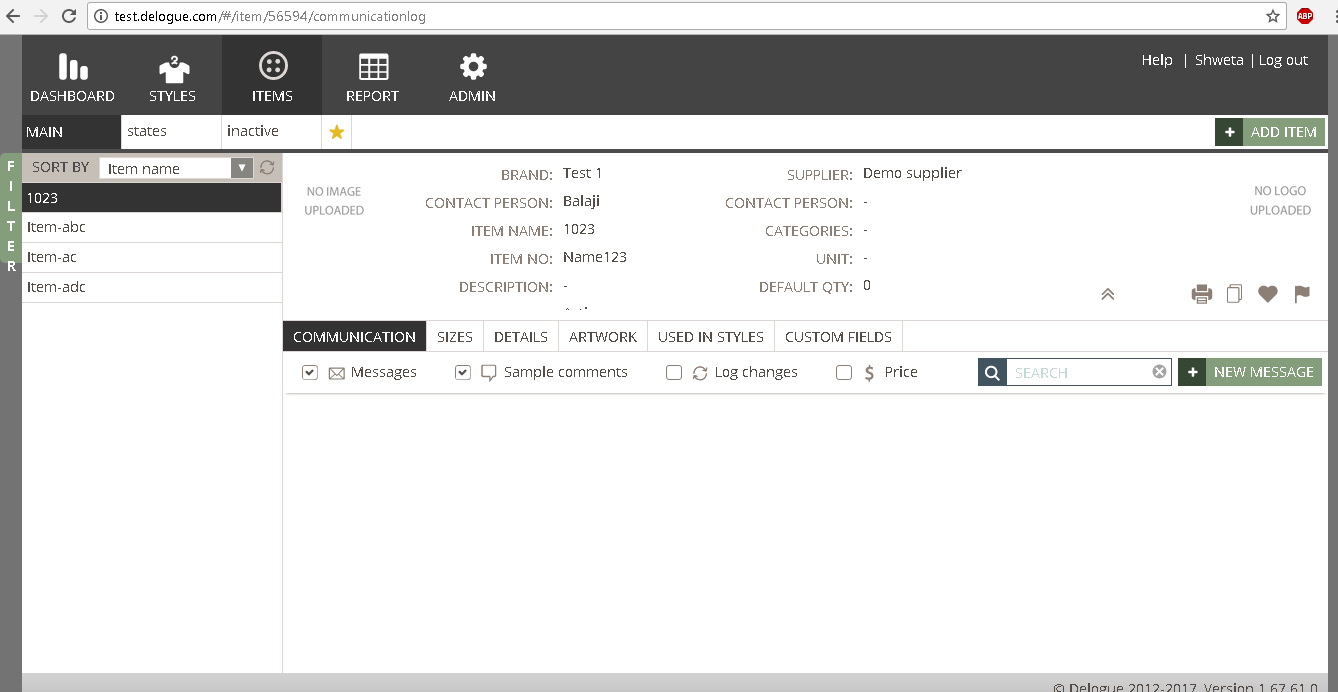 test.delogue.com/#/item/56594/communicationlog
ABP
2
DASHBOARD STYLES ITEMS REPORT ADMIN
Help | Shweta | Log out
MAIN states inactive
+ ADD ITEM
FILTER
SORT BY Item name
1023
Item-abc
Item-ac
Item-adc
NO IMAGE
UPLOADED
BRAND: Test 1
CONTACT PERSON: Balaji
ITEM NAME: 1023
ITEM NO: Name123
DESCRIPTION: -
SUPPLIER: Demo supplier
CONTACT PERSON: -
CATEGORIES: -
UNIT: -
DEFAULT QTY: 0
NO LOGO
UPLOADED
COMMUNICATION SIZES DETAILS ARTWORK USED IN STYLES CUSTOM FIELDS
Messages Sample comments Log changes $ Price SEARCH + NEW MESSAGE
© Delogue 2012-2017. Version 1.67.61.0